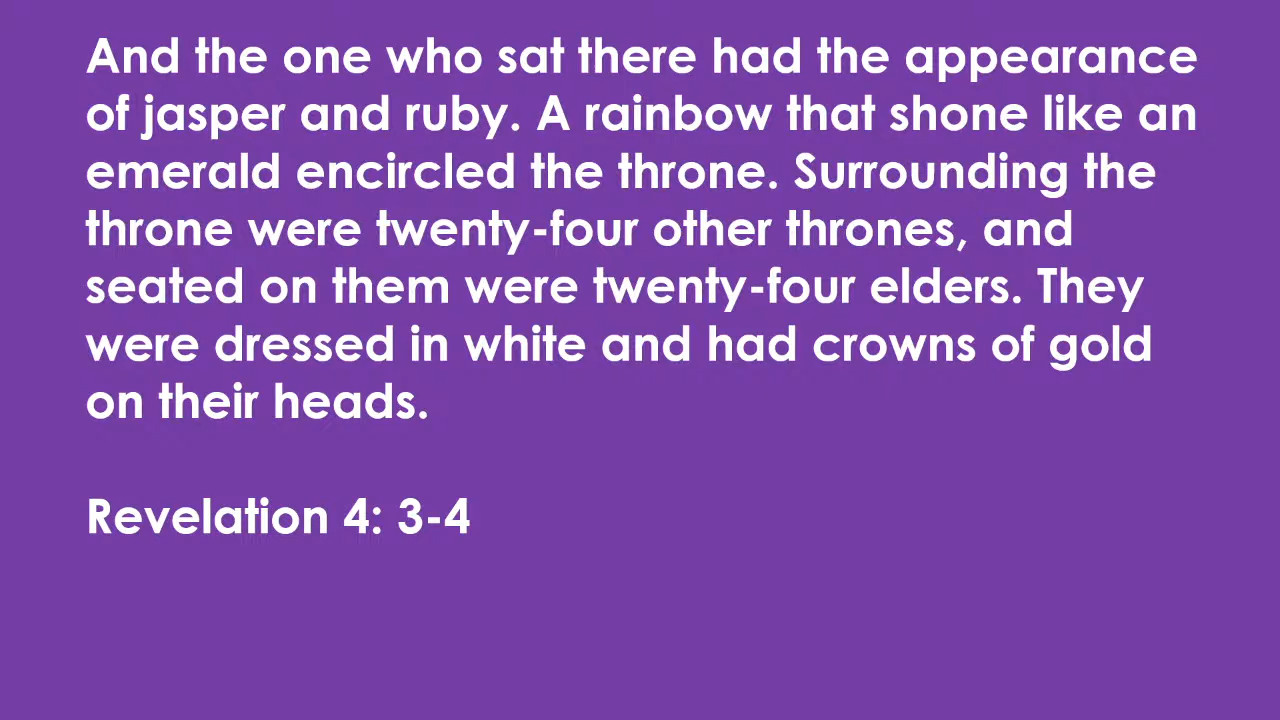 And the one who sat there had the appearance
of jasper and ruby. A rainbow that shone like an
emerald encircled the throne. Surrounding the
throne were twenty-four other thrones, and
seated on them were twenty-four elders. They
were dressed in white and had crowns of gold
on their heads.
Revelation 4: 3-4